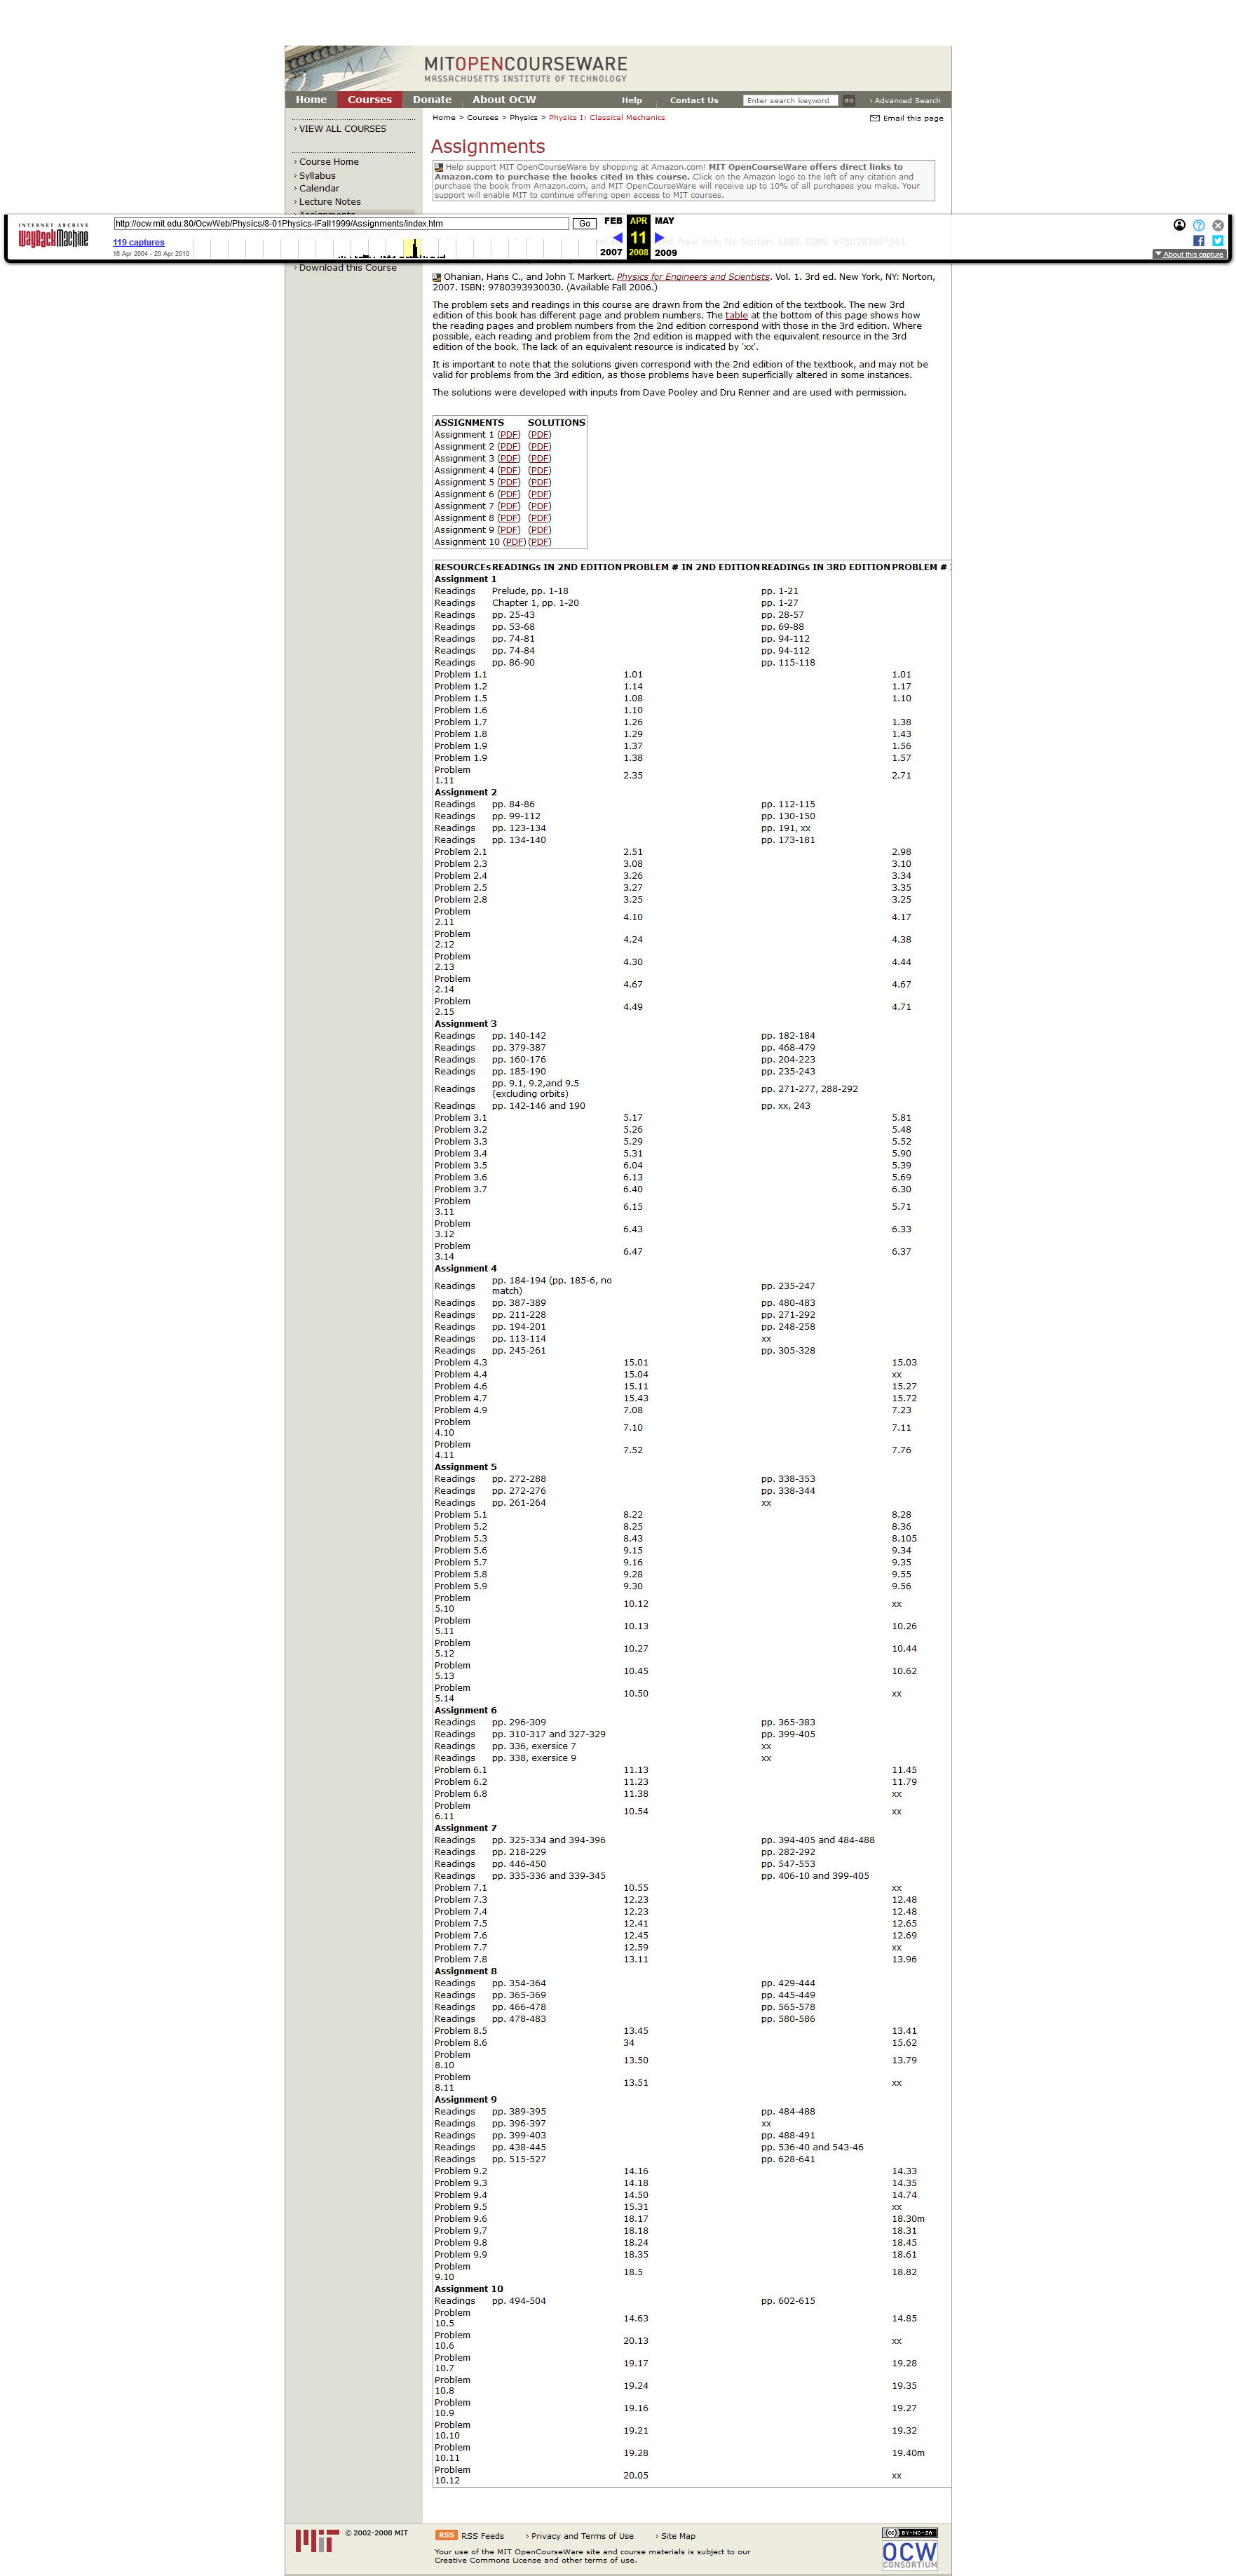 MITOPENCOURSEWARE
MASSACHUSETTS INSTITUTE OF TECHNOLOGY
Home Courses Donate About OCW Help Contact Us Enter search keyword GO › Advanced Search
› VIEW ALL COURSES
› Course Home
› Syllabus
› Calendar
› Lecture Notes
Home > Courses > Physics > Physics I: Classical Mechanics
Email this page
Assignments
Help support MIT OpenCourseWare by shopping at Amazon.com! MIT OpenCourseWare offers direct links to
Amazon.com to purchase the books cited in this course. Click on the Amazon logo to the left of any citation and
purchase the book from Amazon.com, and MIT OpenCourseWare will receive up to 10% of all purchases you make. Your
support will enable MIT to continue offering open access to MIT courses.
INTERNET ARCHIVE
WayBackMachine
http://ocw.mit.edu:80/OcwWeb/Physics/8-01Physics-IFall1999/Assignments/index.htm Go
119 captures
16 Apr 2004 - 20 Apr 2010
FEB APR MAY
11
2007 2008 2009
About this capture
nd ed. New York, NY: Norton, 1989. ISBN: 9780393957501.
› Download this Course
Ohanian, Hans C., and John T. Markert. Physics for Engineers and Scientists. Vol. 1. 3rd ed. New York, NY: Norton,
2007. ISBN: 9780393930030. (Available Fall 2006.)
The problem sets and readings in this course are drawn from the 2nd edition of the textbook. The new 3rd
edition of this book has different page and problem numbers. The table at the bottom of this page shows how
the reading pages and problem numbers from the 2nd edition correspond with those in the 3rd edition. Where
possible, each reading and problem from the 2nd edition is mapped with the equivalent resource in the 3rd
edition of the book. The lack of an equivalent resource is indicated by 'xx'.
It is important to note that the solutions given correspond with the 2nd edition of the textbook, and may not be
valid for problems from the 3rd edition, as those problems have been superficially altered in some instances.
The solutions were developed with inputs from Dave Pooley and Dru Renner and are used with permission.
ASSIGNMENTS SOLUTIONS
Assignment 1 (PDF) (PDF)
Assignment 2 (PDF) (PDF)
Assignment 3 (PDF) (PDF)
Assignment 4 (PDF) (PDF)
Assignment 5 (PDF) (PDF)
Assignment 6 (PDF) (PDF)
Assignment 7 (PDF) (PDF)
Assignment 8 (PDF) (PDF)
Assignment 9 (PDF) (PDF)
Assignment 10 (PDF) (PDF)
RESOURCEs READINGs IN 2ND EDITION PROBLEM # IN 2ND EDITION READINGs IN 3RD EDITION PROBLEM #
Assignment 1
Readings Prelude, pp. 1-18 pp. 1-21
Readings Chapter 1, pp. 1-20 pp. 1-27
Readings pp. 25-43 pp. 28-57
Readings pp. 53-68 pp. 69-88
Readings pp. 74-81 pp. 94-112
Readings pp. 74-84 pp. 94-112
Readings pp. 86-90 pp. 115-118
Problem 1.1 1.01 1.01
Problem 1.2 1.14 1.17
Problem 1.5 1.08 1.10
Problem 1.6 1.10
Problem 1.7 1.26 1.38
Problem 1.8 1.29 1.43
Problem 1.9 1.37 1.56
Problem 1.9 1.38 1.57
Problem
1.11 2.35 2.71
Assignment 2
Readings pp. 84-86 pp. 112-115
Readings pp. 99-112 pp. 130-150
Readings pp. 123-134 pp. 191, xx
Readings pp. 134-140 pp. 173-181
Problem 2.1 2.51 2.98
Problem 2.3 3.08 3.10
Problem 2.4 3.26 3.34
Problem 2.5 3.27 3.35
Problem 2.8 3.25 3.25
Problem
2.11 4.10 4.17
Problem
2.12 4.24 4.38
Problem
2.13 4.30 4.44
Problem
2.14 4.67 4.67
Problem
2.15 4.49 4.71
Assignment 3
Readings pp. 140-142 pp. 182-184
Readings pp. 379-387 pp. 468-479
Readings pp. 160-176 pp. 204-223
Readings pp. 185-190 pp. 235-243
Readings pp. 9.1, 9.2,and 9.5
(excluding orbits) pp. 271-277, 288-292
Readings pp. 142-146 and 190 pp. xx, 243
Problem 3.1 5.17 5.81
Problem 3.2 5.26 5.48
Problem 3.3 5.29 5.52
Problem 3.4 5.31 5.90
Problem 3.5 6.04 5.39
Problem 3.6 6.13 5.69
Problem 3.7 6.40 6.30
Problem
3.11 6.15 5.71
Problem
3.12 6.43 6.33
Problem
3.14 6.47 6.37
Assignment 4
Readings pp. 184-194 (pp. 185-6, no
match) pp. 235-247
Readings pp. 387-389 pp. 480-483
Readings pp. 211-228 pp. 271-292
Readings pp. 194-201 pp. 248-258
Readings pp. 113-114 xx
Readings pp. 245-261 pp. 305-328
Problem 4.3 15.01 15.03
Problem 4.4 15.04 xx
Problem 4.6 15.11 15.27
Problem 4.7 15.43 15.72
Problem 4.9 7.08 7.23
Problem
4.10 7.10 7.11
Problem
4.11 7.52 7.76
Assignment 5
Readings pp. 272-288 pp. 338-353
Readings pp. 272-276 pp. 338-344
Readings pp. 261-264 xx
Problem 5.1 8.22 8.28
Problem 5.2 8.25 8.36
Problem 5.3 8.43 8.105
Problem 5.6 9.15 9.34
Problem 5.7 9.16 9.35
Problem 5.8 9.28 9.55
Problem 5.9 9.30 9.56
Problem
5.10 10.12 xx
Problem
5.11 10.13 10.26
Problem
5.12 10.27 10.44
Problem
5.13 10.45 10.62
Problem
5.14 10.50 xx
Assignment 6
Readings pp. 296-309 pp. 365-383
Readings pp. 310-317 and 327-329 pp. 399-405
Readings pp. 336, exersice 7 xx
Readings pp. 338, exersice 9 xx
Problem 6.1 11.13 11.45
Problem 6.2 11.23 11.79
Problem 6.8 11.38 xx
Problem
6.11 10.54 xx
Assignment 7
Readings pp. 325-334 and 394-396 pp. 394-405 and 484-488
Readings pp. 218-229 pp. 282-292
Readings pp. 446-450 pp. 547-553
Readings pp. 335-336 and 339-345 pp. 406-10 and 399-405
Problem 7.1 10.55 xx
Problem 7.3 12.23 12.48
Problem 7.4 12.23 12.48
Problem 7.5 12.41 12.65
Problem 7.6 12.45 12.69
Problem 7.7 12.59 xx
Problem 7.8 13.11 13.96
Assignment 8
Readings pp. 354-364 pp. 429-444
Readings pp. 365-369 pp. 445-449
Readings pp. 466-478 pp. 565-578
Readings pp. 478-483 pp. 580-586
Problem 8.5 13.45 13.41
Problem 8.6 34 15.62
Problem
8.10 13.50 13.79
Problem
8.11 13.51 xx
Assignment 9
Readings pp. 389-395 pp. 484-488
Readings pp. 396-397 xx
Readings pp. 399-403 pp. 488-491
Readings pp. 438-445 pp. 536-40 and 543-46
Readings pp. 515-527 pp. 628-641
Problem 9.2 14.16 14.33
Problem 9.3 14.18 14.35
Problem 9.4 14.50 14.74
Problem 9.5 15.31 xx
Problem 9.6 18.17 18.30m
Problem 9.7 18.18 18.31
Problem 9.8 18.24 18.45
Problem 9.9 18.35 18.61
Problem
9.10 18.5 18.82
Assignment 10
Readings pp. 494-504 pp. 602-615
Problem
10.5 14.63 14.85
Problem
10.6 20.13 xx
Problem
10.7 19.17 19.28
Problem
10.8 19.24 19.35
Problem
10.9 19.16 19.27
Problem
10.10 19.21 19.32
Problem
10.11 19.28 19.40m
Problem
10.12 20.05 xx
© 2002-2008 MIT
RSS RSS Feeds › Privacy and Terms of Use › Site Map
Your use of the MIT OpenCourseWare site and course materials is subject to our
Creative Commons License and other terms of use.
(cc) BY-NC-SA
OCW
CONSORTIUM